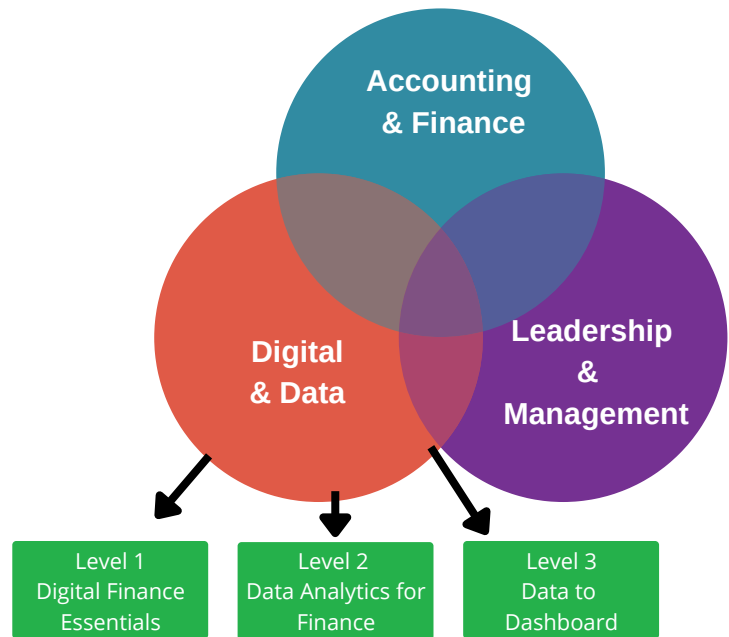 Accounting
& Finance
Digital
& Data
Leadership
&
Management
Level 1
Digital Finance
Essentials
Level 2
Data Analytics for
Finance
Level 3
Data to
Dashboard